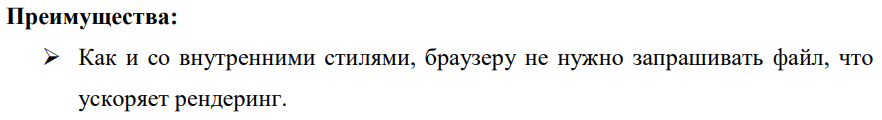 Преимущества:
➢ Как и со внутренними стилями, браузеру не нужно запрашивать файл, что
ускоряет рендеринг.